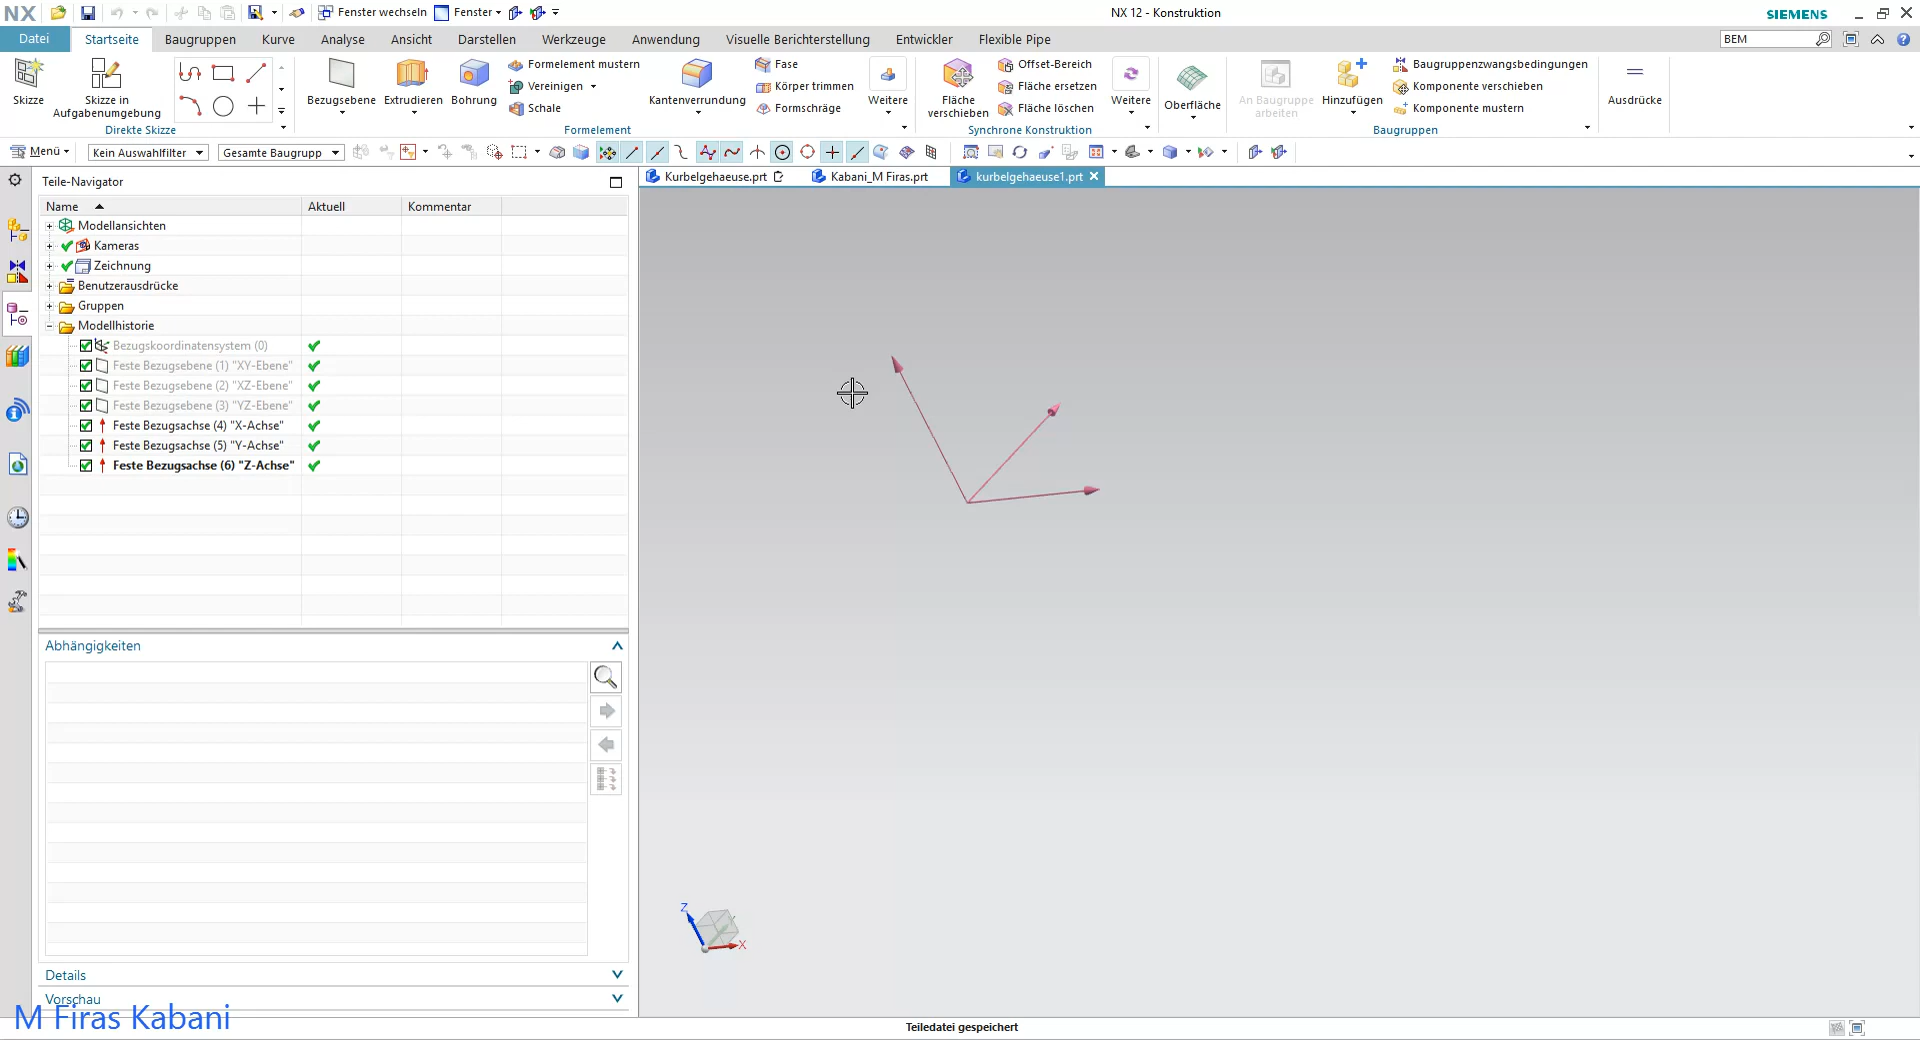 NX
Fenster wechseln
Fenster
NX 12 - Konstruktion
SIEMENS
Datei
Startseite
Baugruppen
Kurve
Analyse
Ansicht
Darstellen
Werkzeuge
Anwendung
Visuelle Berichterstellung
Entwickler
Flexible Pipe
BEM
Skizze
Skizze in
Aufgabenumgebung
Direkte Skizze
Bezugsebene
Extrudieren
Bohrung
Formelement mustern
Vereinigen
Schale
Kantenverrundung
Fase
Körper trimmen
Formschräge
Weitere
Formelement
Fläche
verschieben
Offset-Bereich
Fläche ersetzen
Fläche löschen
Weitere
Synchrone Konstruktion
Oberfläche
An Baugruppe
arbeiten
Hinzufügen
Baugruppenzwangsbedingungen
Komponente verschieben
Komponente mustern
Baugruppen
Ausdrücke
Menü
Kein Auswahlfilter
Gesamte Baugrupp
Teile-Navigator
Kurbelgehaeuse.prt
Kabani_M Firas.prt
kurbelgehaeuse1.prt
Name
Aktuell
Kommentar
Modellansichten
Kameras
Zeichnung
Benutzerausdrücke
Gruppen
Modellhistorie
Bezugskoordinatensystem (0)
Feste Bezugsebene (1) "XY-Ebene"
Feste Bezugsebene (2) "XZ-Ebene"
Feste Bezugsebene (3) "YZ-Ebene"
Feste Bezugsachse (4) "X-Achse"
Feste Bezugsachse (5) "Y-Achse"
Feste Bezugsachse (6) "Z-Achse"
Abhängigkeiten
Z
X
Details
Vorschau
M Firas Kabani
Teiledatei gespeichert